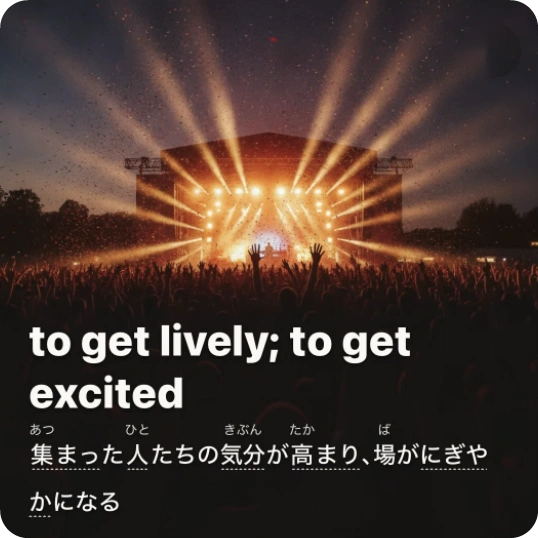 to get lively; to get
excited
あつ ひと きぶん たか ば
集まった人たちの気分が高まり、場がにぎや
かになる